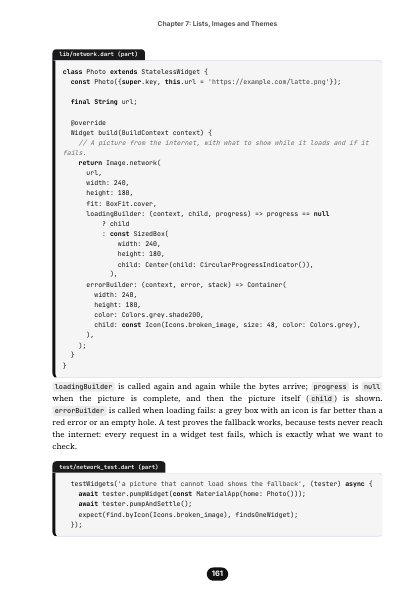 Chapter 7: Lists, Images and Themes
lib/network.dart (part)
class Photo extends StatelessWidget {
  const Photo({super.key, this.url = 'https://example.com/latte.png'});

  final String url;

  @override
  Widget build(BuildContext context) {
    // A picture from the internet, with what to show while it loads and if it
fails.
    return Image.network(
      url,
      width: 240,
      height: 180,
      fit: BoxFit.cover,
      loadingBuilder: (context, child, progress) => progress == null
          ? child
          : const SizedBox(
              width: 240,
              height: 180,
              child: Center(child: CircularProgressIndicator()),
            ),
      errorBuilder: (context, error, stack) => Container(
        width: 240,
        height: 180,
        color: Colors.grey.shade200,
        child: const Icon(Icons.broken_image, size: 48, color: Colors.grey),
      ),
    );
  }
}
loadingBuilder is called again and again while the bytes arrive; progress is null
when the picture is complete, and then the picture itself (child) is shown.
errorBuilder is called when loading fails: a grey box with an icon is far better than a
red error or an empty hole. A test proves the fallback works, because tests never reach
the internet: every request in a widget test fails, which is exactly what we want to
check.
test/network_test.dart (part)
  testWidgets('a picture that cannot load shows the fallback', (tester) async {
    await tester.pumpWidget(const MaterialApp(home: Photo()));
    await tester.pumpAndSettle();
    expect(find.byIcon(Icons.broken_image), findsOneWidget);
  });
161